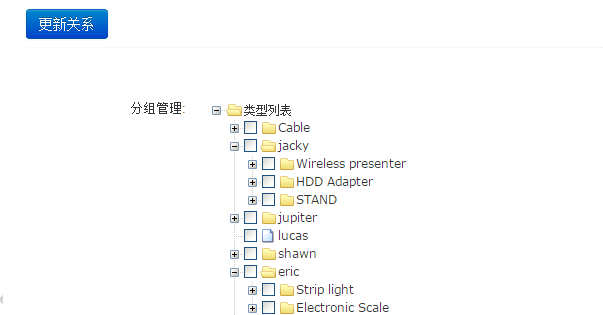 更新关系
分组管理: 类型列表
Cable
jacky
Wireless presenter
HDD Adapter
STAND
jupiter
lucas
shawn
eric
Strip light
Electronic Scale